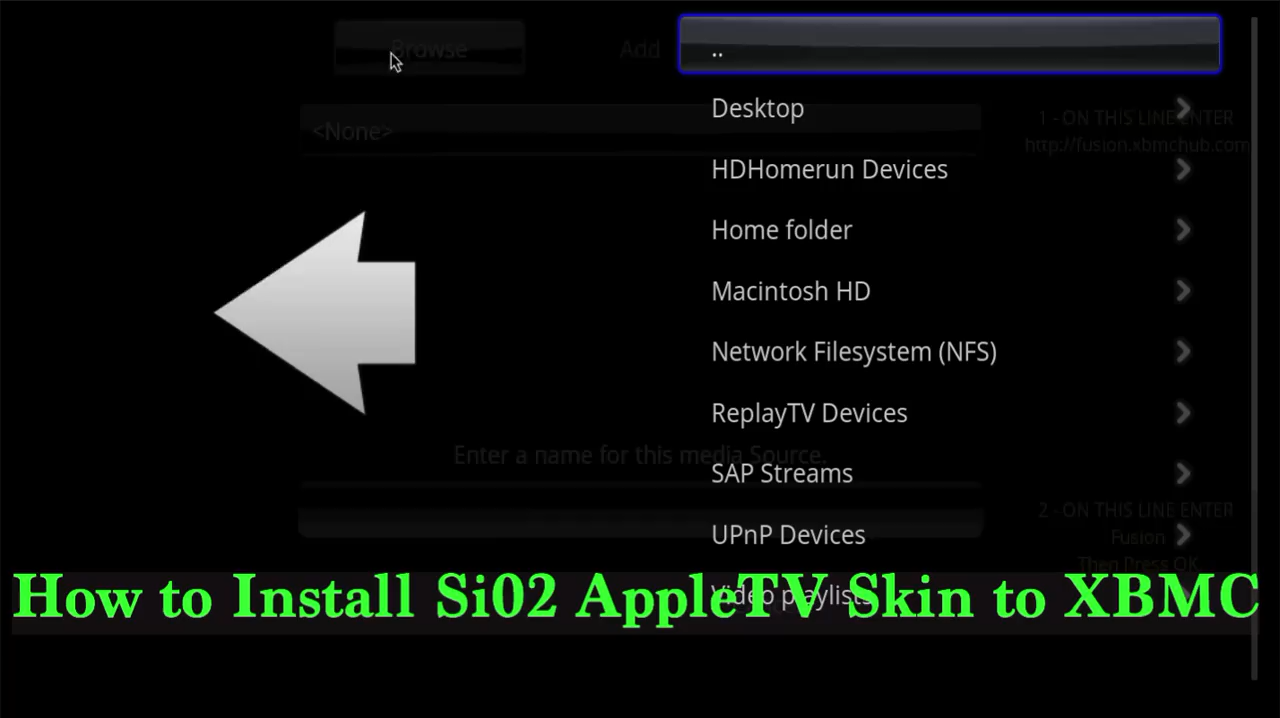 Browse
Add
..
Desktop
<None>
1 - ON THIS LINE ENTER
http://fusion.xbmchub.com
HDHomerun Devices
Home folder
Macintosh HD
Network Filesystem (NFS)
ReplayTV Devices
Enter a name for this media Source.
SAP Streams
2 - ON THIS LINE ENTER
Fusion
Then Press OK
UPnP Devices
Video playlists
How to Install Si02 AppleTV Skin to XBMC